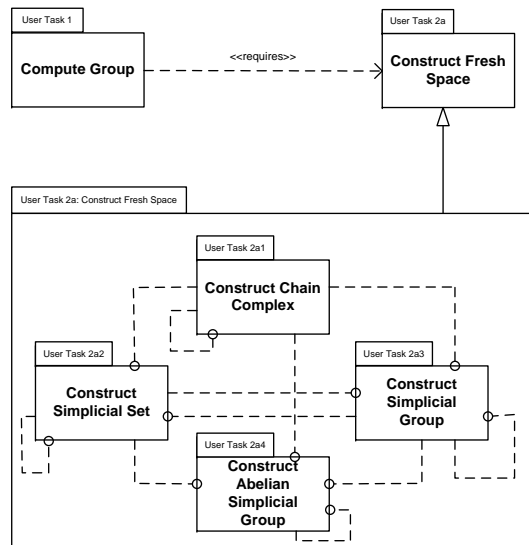 User Task 1
Compute Group
<<requires>>
User Task 2a
Construct Fresh
Space
User Task 2a: Construct Fresh Space
User Task 2a1
Construct Chain
Complex
User Task 2a2
Construct
Simplicial Set
User Task 2a3
Construct
Simplicial
Group
User Task 2a4
Construct
Abelian
Simplicial
Group